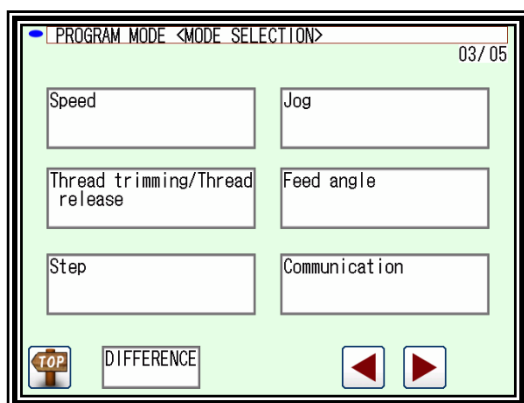 PROGRAM MODE <MODE SELECTION>
03/05
Speed
Jog
Thread trimming/Thread
release
Feed angle
Step
Communication
TOP
DIFFERENCE